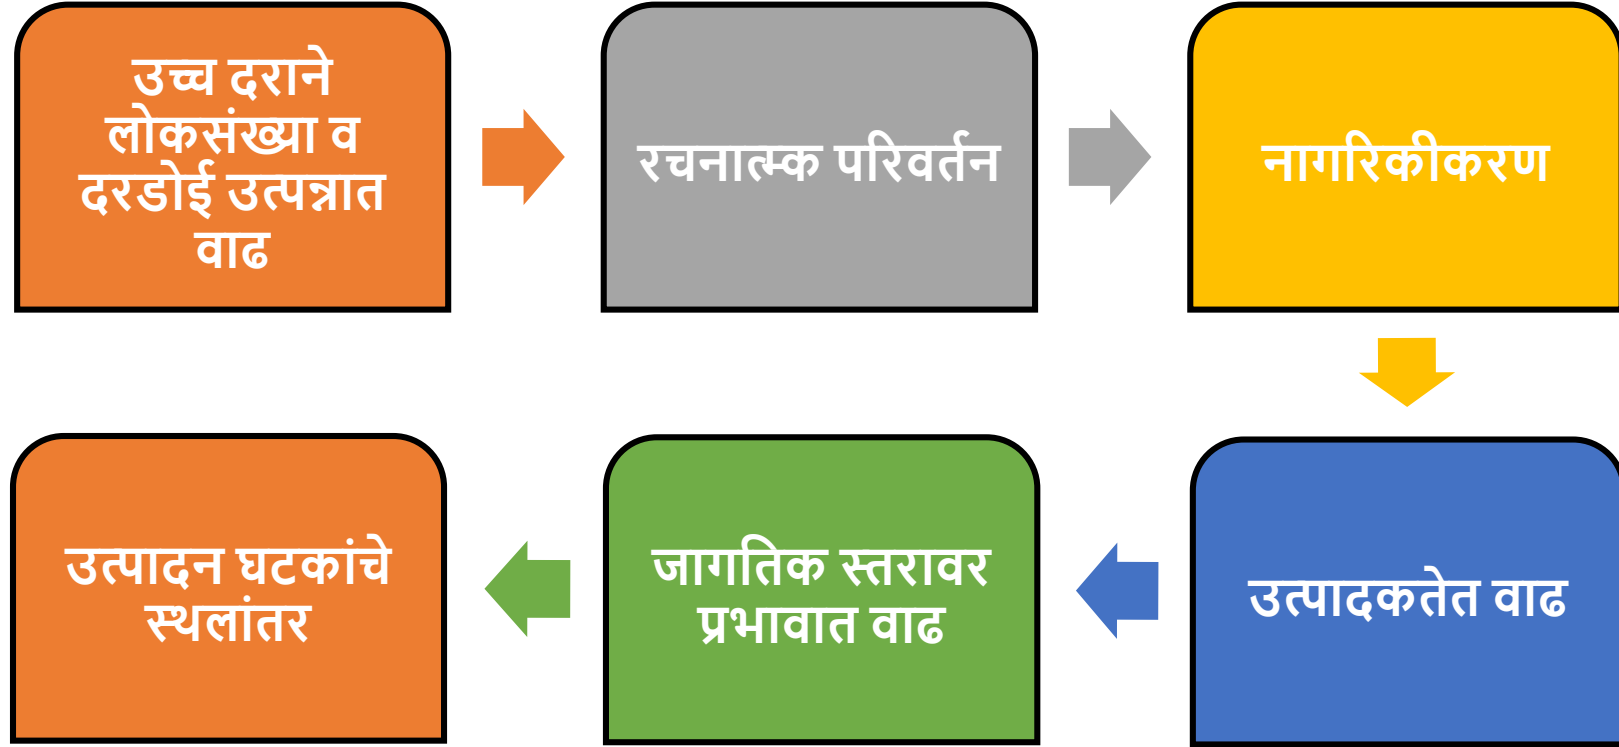 उच्च दराने
लोकसंख्या व
दरडोई उत्पन्नात
वाढ
रचनात्म्क परिवर्तन
नागरिकीकरण
उत्पादकतेत वाढ
जागतिक स्तरावर
प्रभावात वाढ
उत्पादन घटकांचे
स्थलांतर